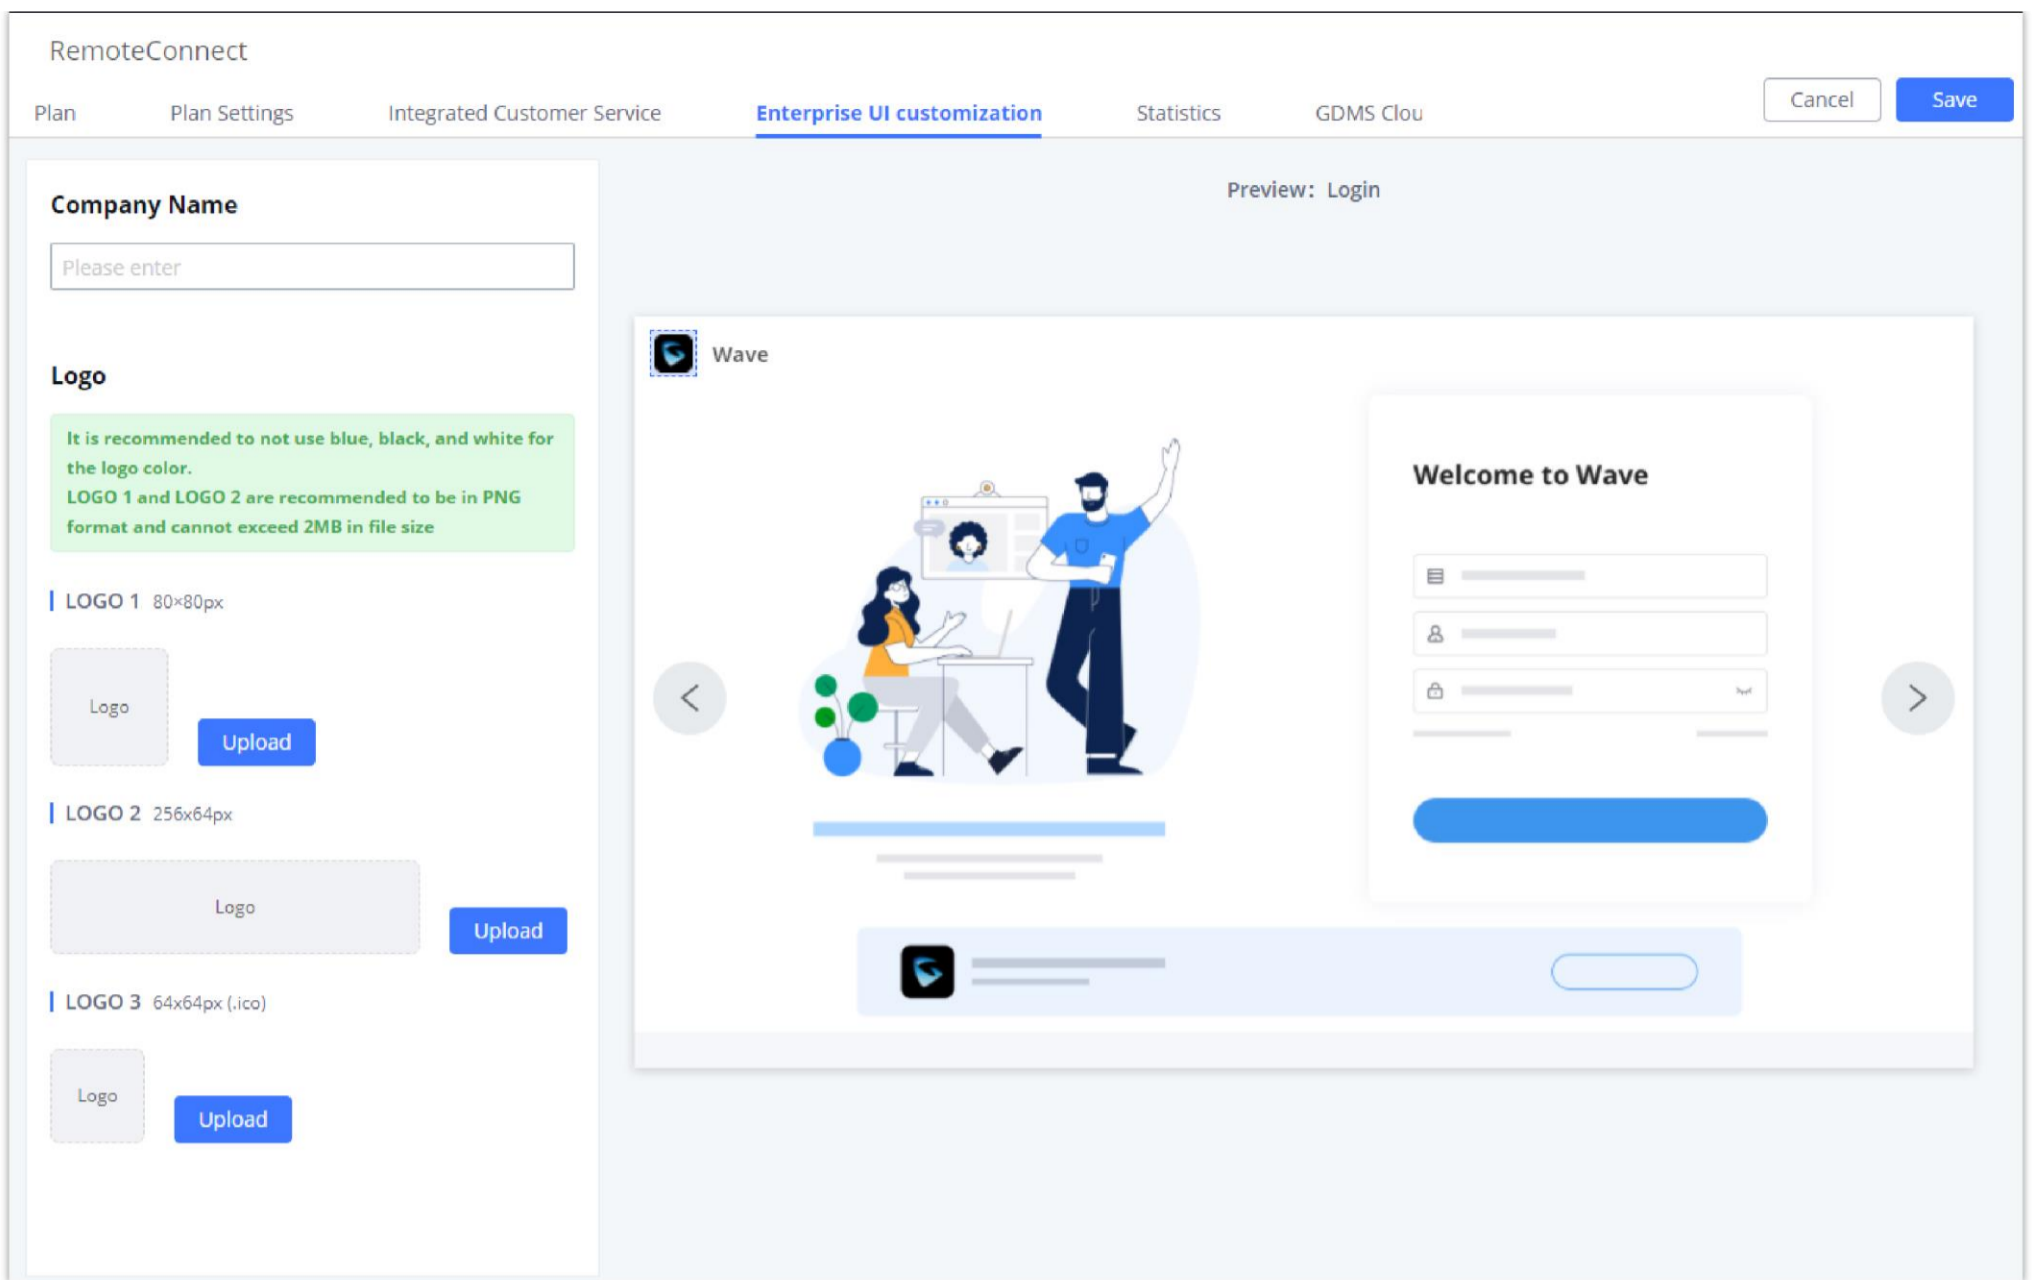 RemoteConnect
Plan
Plan Settings
Integrated Customer Service
Enterprise UI customization
Statistics
GDMS Clou
Cancel
Save
Company Name
Please enter
Logo
It is recommended to not use blue, black, and white for
the logo color.
LOGO 1 and LOGO 2 are recommended to be in PNG
format and cannot exceed 2MB in file size
LOGO 1 80×80px
Logo
Upload
LOGO 2 256x64px
Logo
Upload
LOGO 3 64x64px (.ico)
Logo
Upload
Preview: Login
Wave
Welcome to Wave